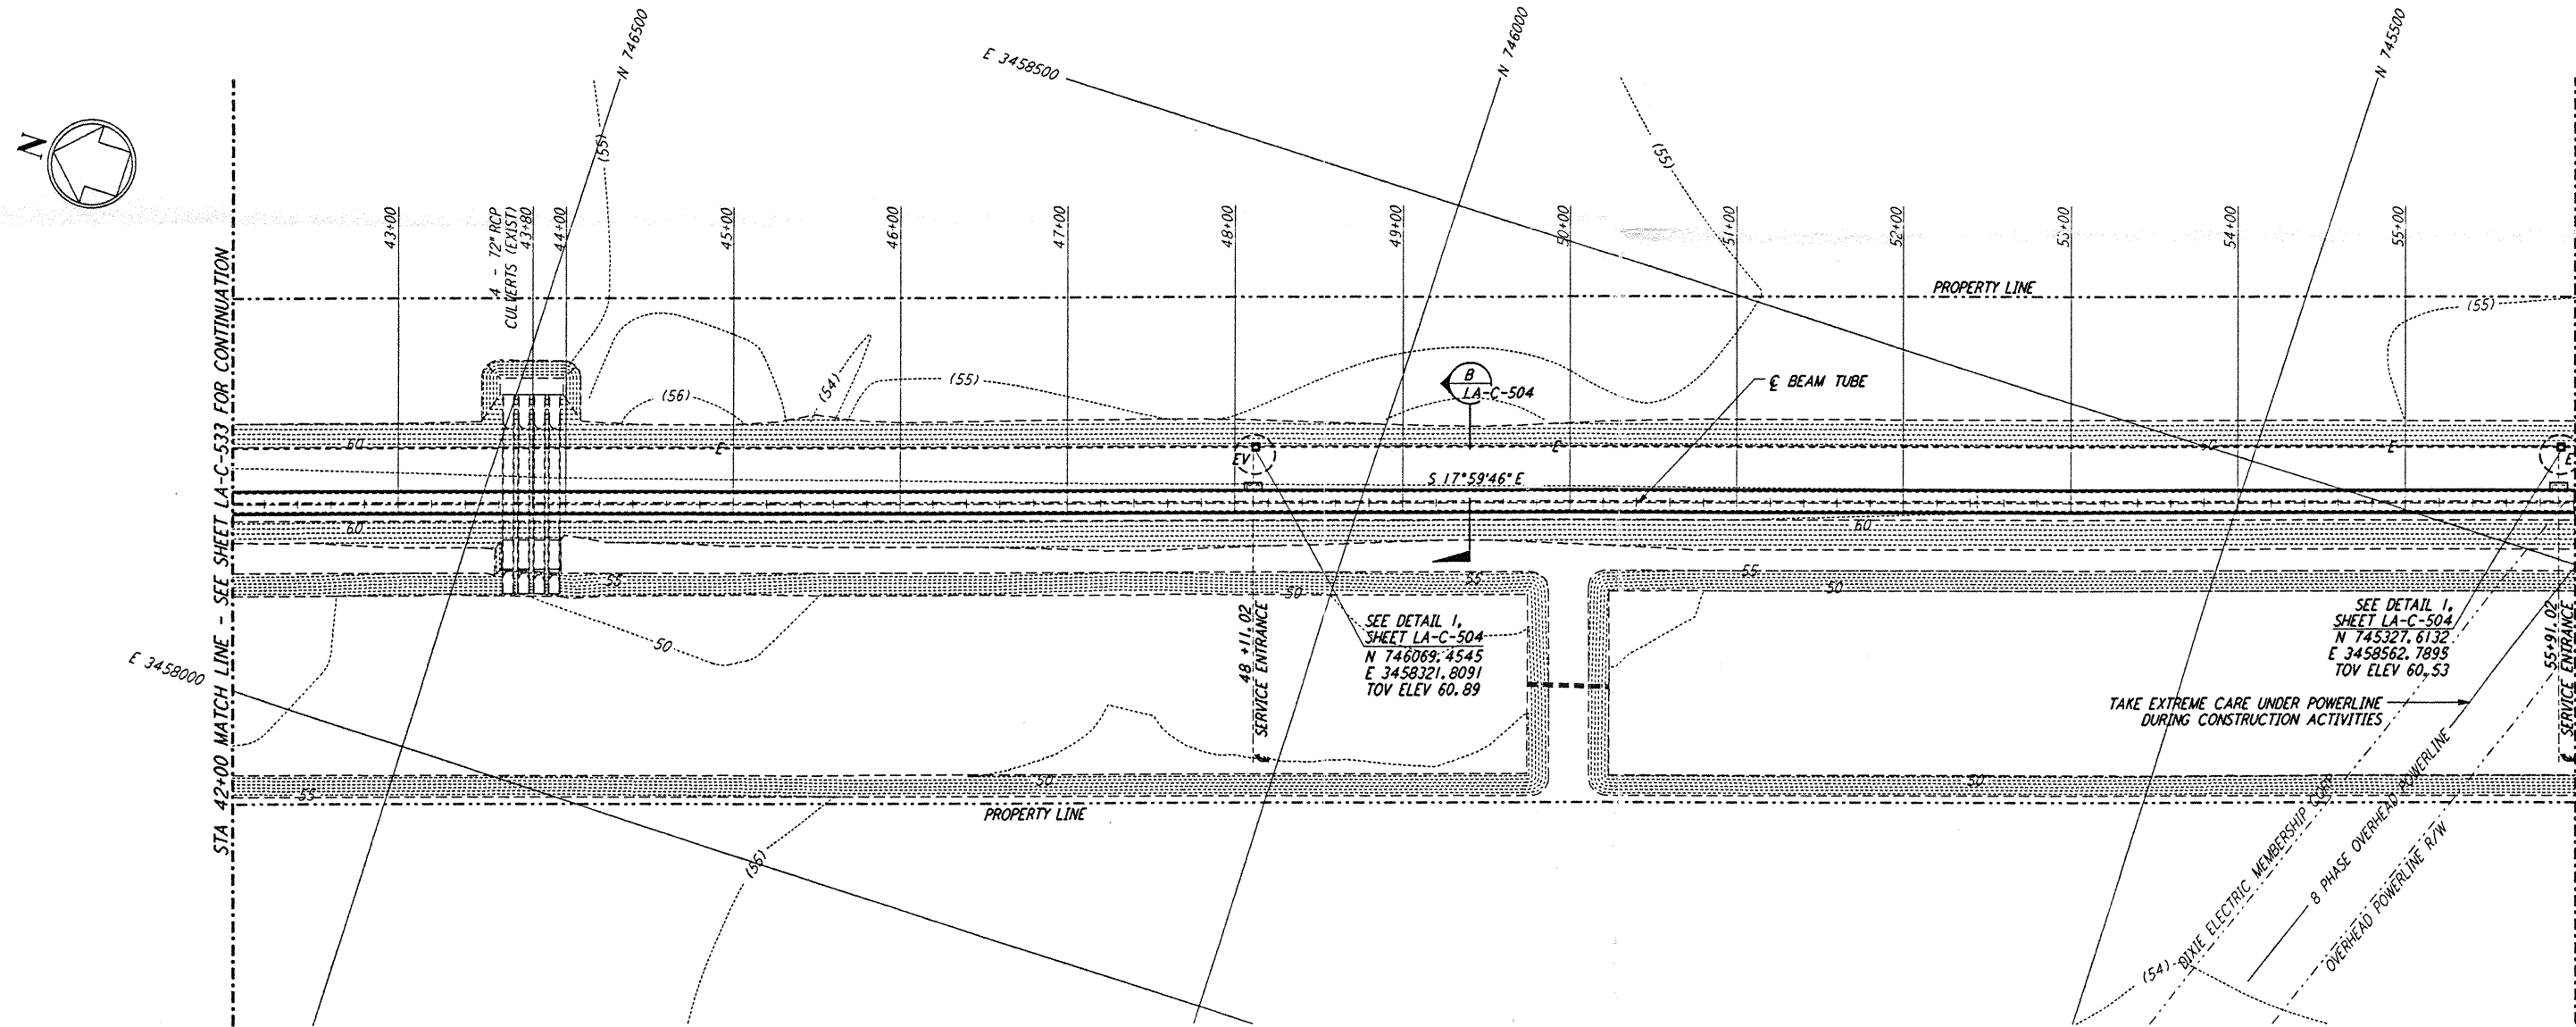 N
N 746500
E 3458500
N 746000
N 745500
(55)
(55)
43+00
4 - 72" RCP
CULVERTS (EXIST)
43+80
44+00
45+00
46+00
47+00
48+00
49+00
50+00
51+00
52+00
53+00
54+00
55+00
PROPERTY LINE
(55)
STA 42+00 MATCH LINE - SEE SHEET LA-C-533 FOR CONTINUATION
(56)
(54)
(55)
B
LA-C-504
℄ BEAM TUBE
60
E
EV
E
60
E
E
S 17°59'46" E
60
60
55
55
50
55
50
50
48 +11.02
℄ SERVICE ENTRANCE
SEE DETAIL 1,
SHEET LA-C-504
N 746069.4545
E 3458321.8091
TOV ELEV 60.89
SEE DETAIL 1,
SHEET LA-C-504
N 745327.6132
E 3458562.7895
TOV ELEV 60.53
55+91.02
℄ SERVICE ENTRANCE
E 3458000
TAKE EXTREME CARE UNDER POWERLINE
DURING CONSTRUCTION ACTIVITIES
55
50
50
PROPERTY LINE
DIXIE ELECTRIC MEMBERSHIP CORP
8 PHASE OVERHEAD POWERLINE
OVERHEAD POWERLINE R/W
(54)